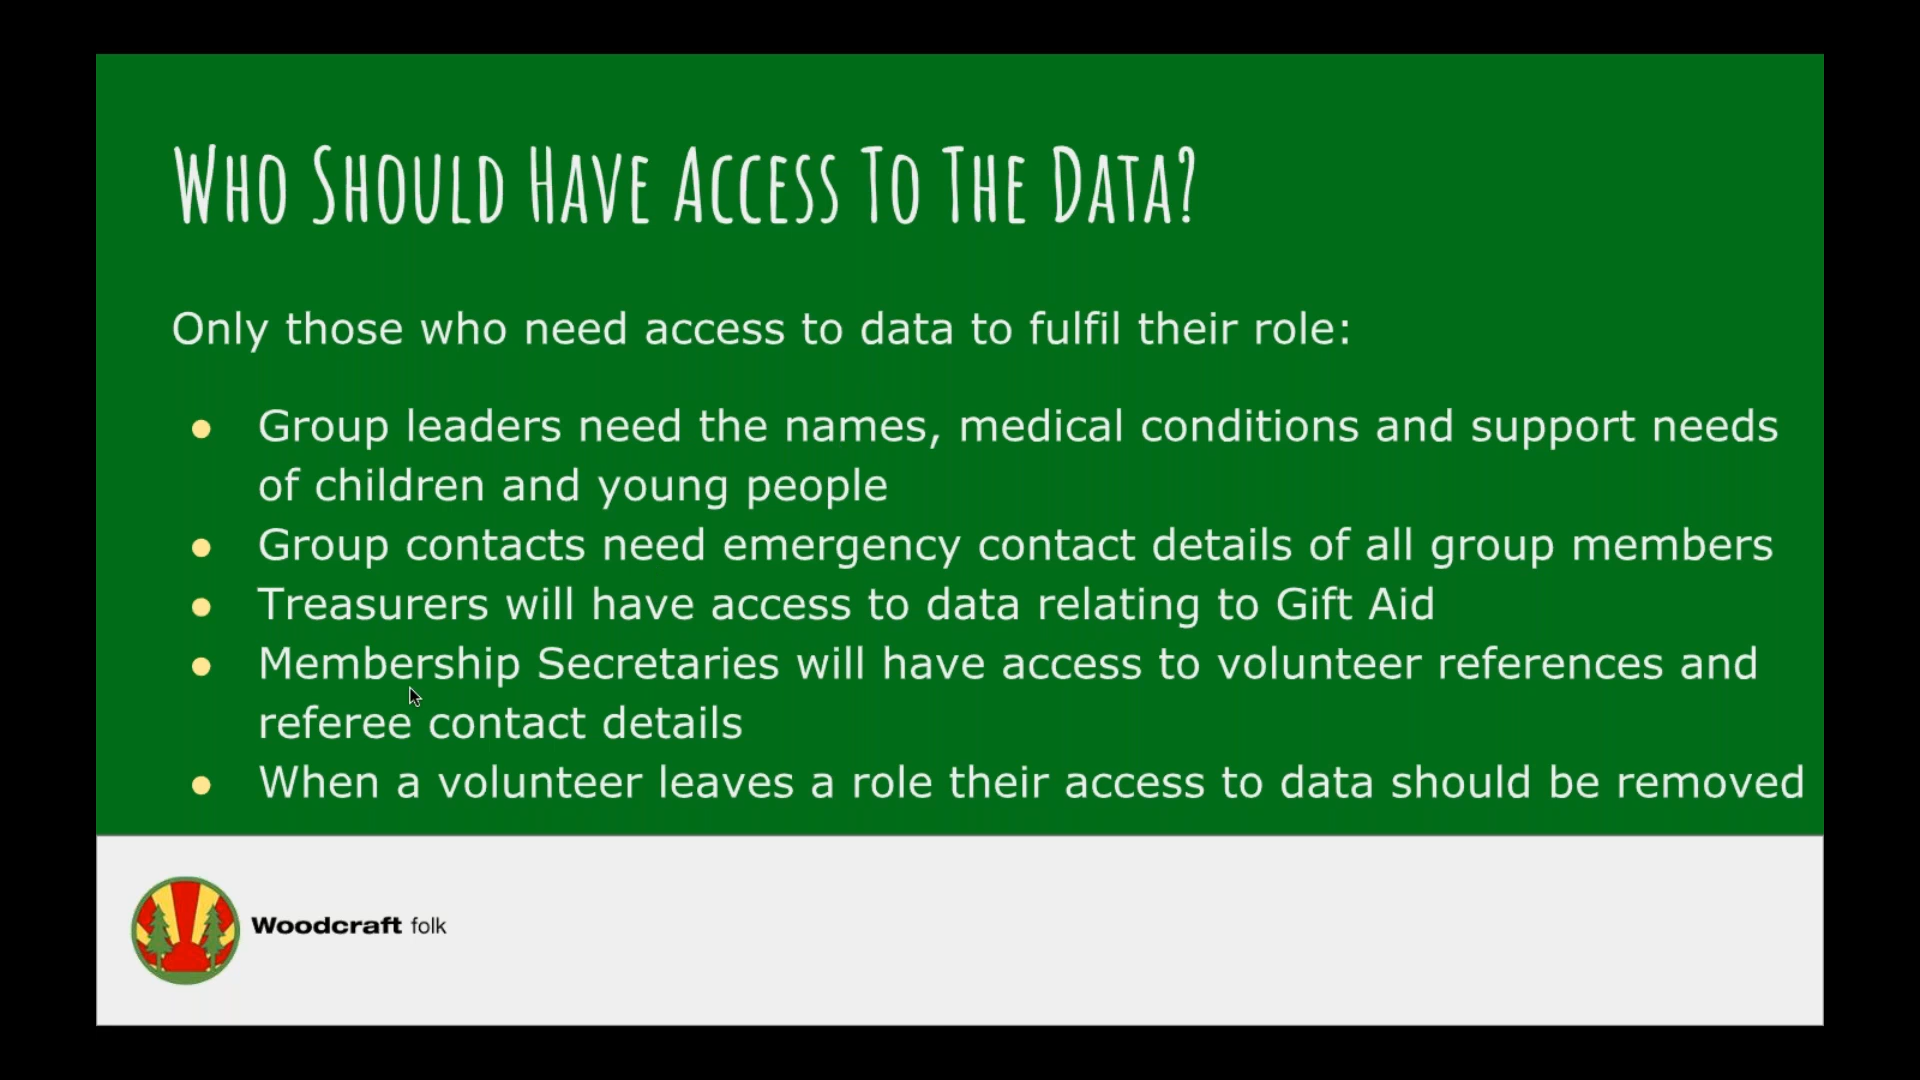 Who Should Have Access To The Data?
Only those who need access to data to fulfil their role:
● Group leaders need the names, medical conditions and support needs
of children and young people
● Group contacts need emergency contact details of all group members
● Treasurers will have access to data relating to Gift Aid
● Membership Secretaries will have access to volunteer references and
referee contact details
● When a volunteer leaves a role their access to data should be removed
Woodcraft folk